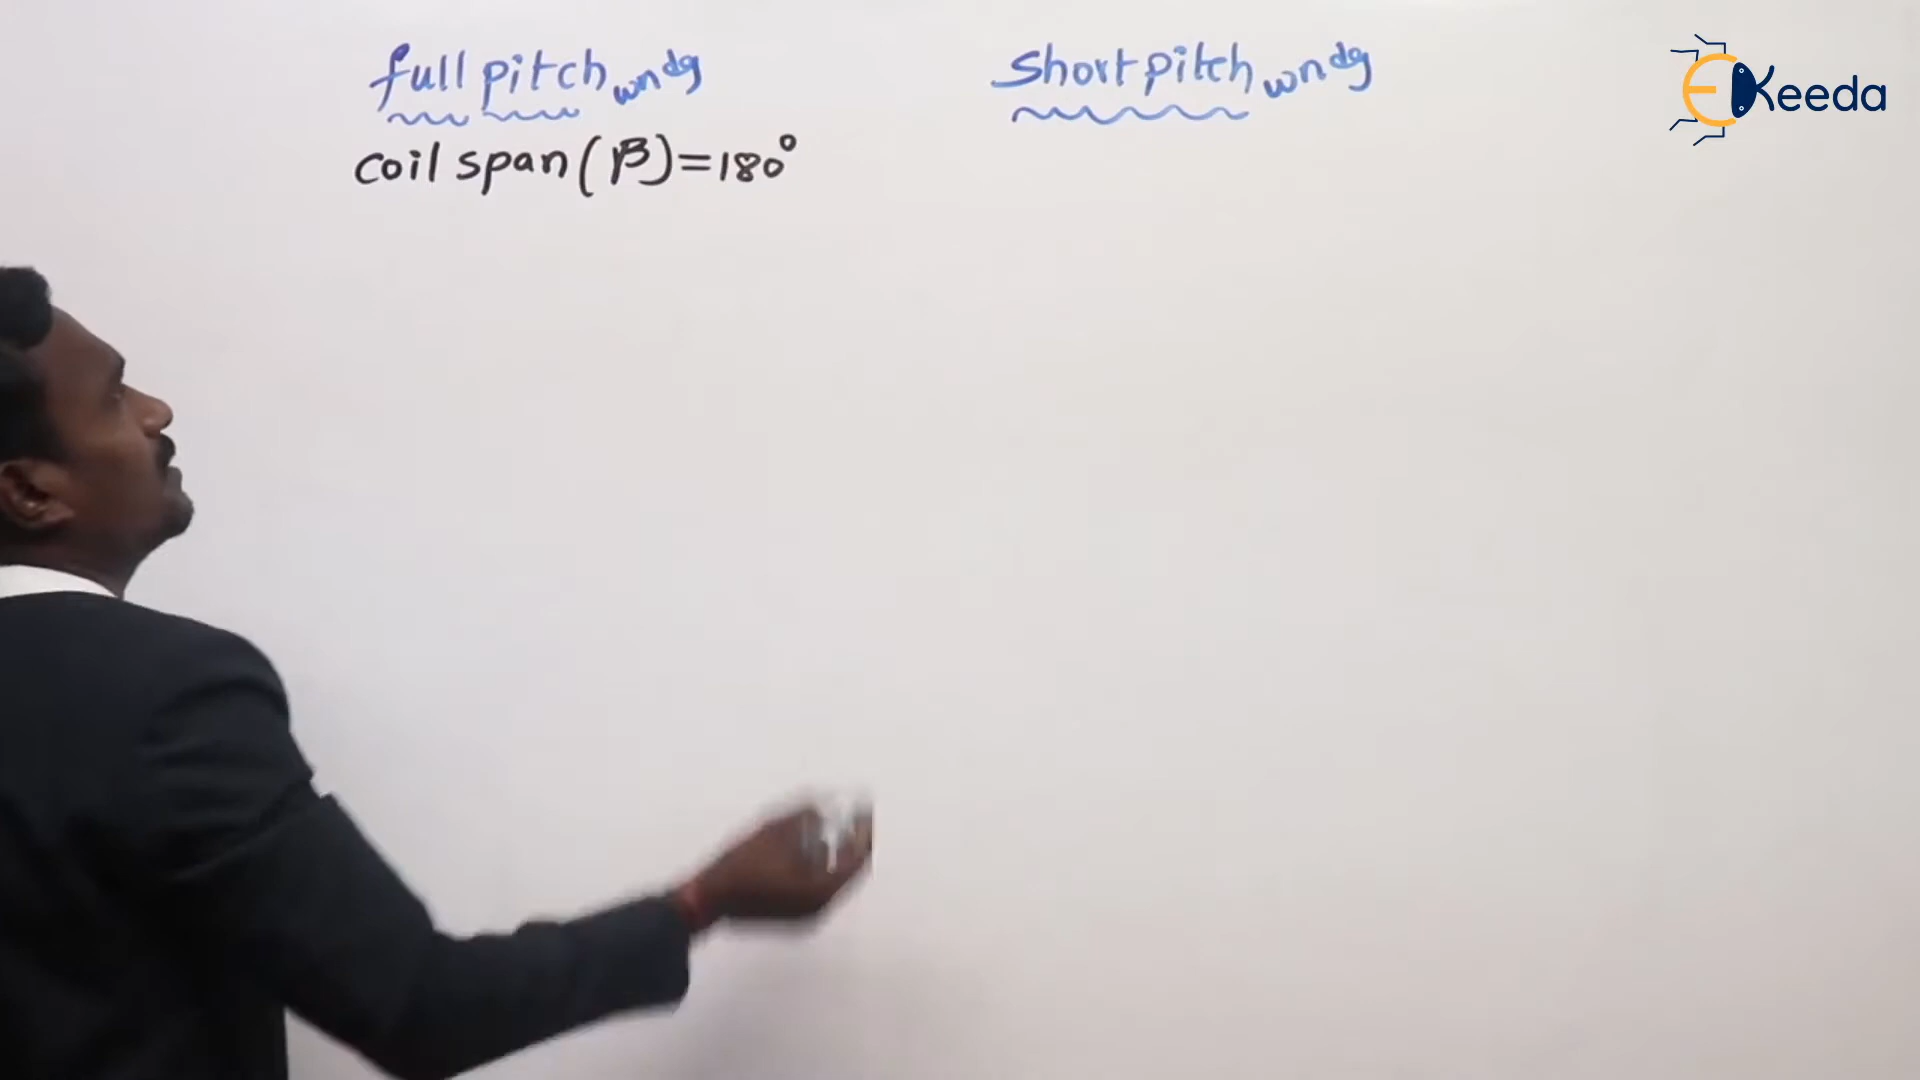 full pitch wndg
coil span (β) = 180°
Short pitch wndg
EKeeda